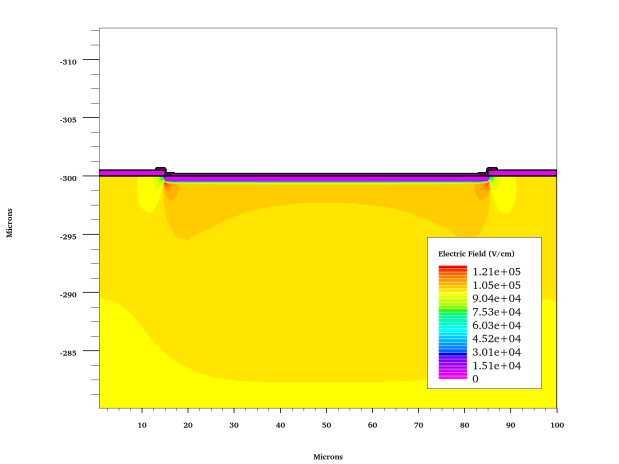 -310
-305
-300
-295
-290
-285
Microns
Electric Field (V/cm)
1.21e+05
1.05e+05
9.04e+04
7.53e+04
6.03e+04
4.52e+04
3.01e+04
1.51e+04
0
10 20 30 40 50 60 70 80 90 100
Microns